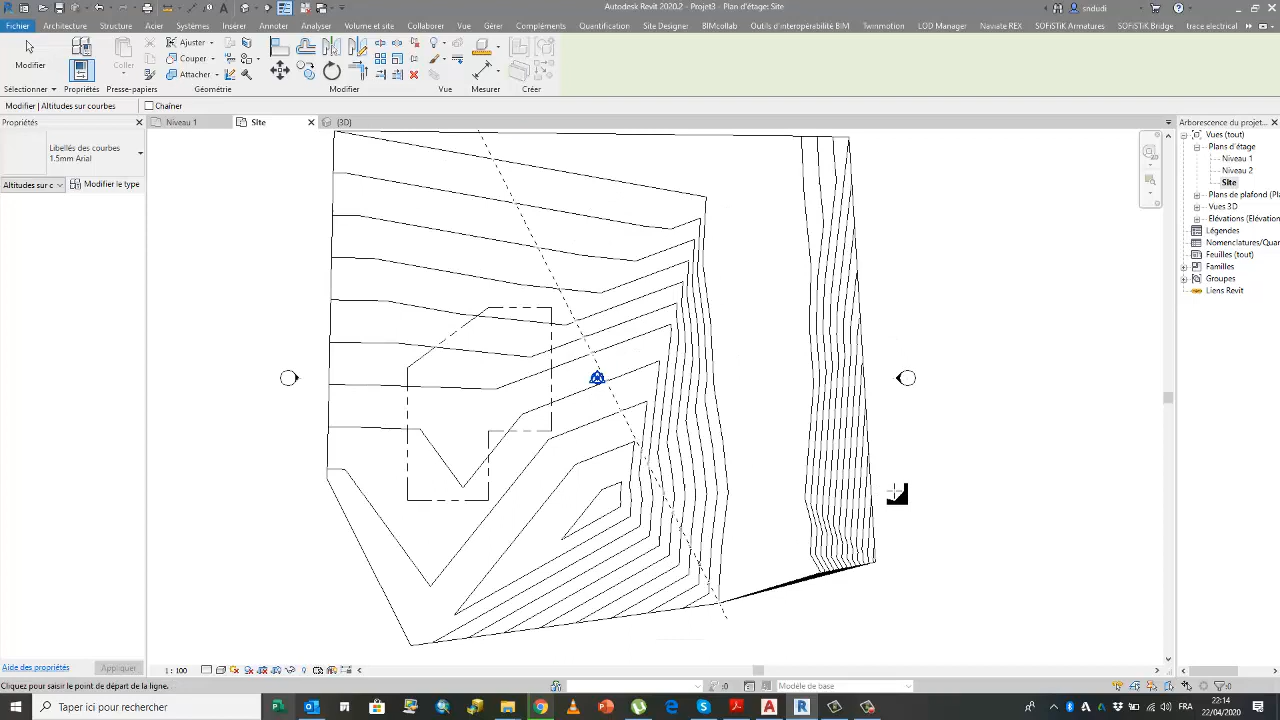 Autodesk Revit 2020.2 - Projet3 - Plan d'étage: Site
sndudi
Fichier Architecture Structure Acier Systèmes Insérer Annoter Analyser Volume et site Collaborer Vue Gérer Compléments Quantification Site Designer BIMcollab Outils d'interopérabilité BIM Twinmotion LOD Manager Naviate REX SOFiSTiK Armatures SOFiSTiK Bridge trace electrical
Ajuster
Couper
Modifier
Coller
Attacher
Sélectionner Propriétés Presse-papiers Géométrie Modifier Vue Mesurer Créer
Modifier | Altitudes sur courbes Chaîner
Propriétés
Niveau 1
Site
(3D)
Arborescence du projet...
Libellés des courbes
1.5mm Arial
Altitudes sur c
Modifier le type
Vues (tout)
Plans d'étage
Niveau 1
Niveau 2
Site
Plans de plafond (Pla
Vues 3D
Elévations (Elévation
Légendes
Nomenclatures/Quan
Feuilles (tout)
Familles
Groupes
Liens Revit
Aide des propriétés
Appliquer
1 : 100
Cliquez pour saisir le point de départ de la ligne.
:0
Modèle de base
:0
Taper ici pour rechercher
FRA
22:14
22/04/2020